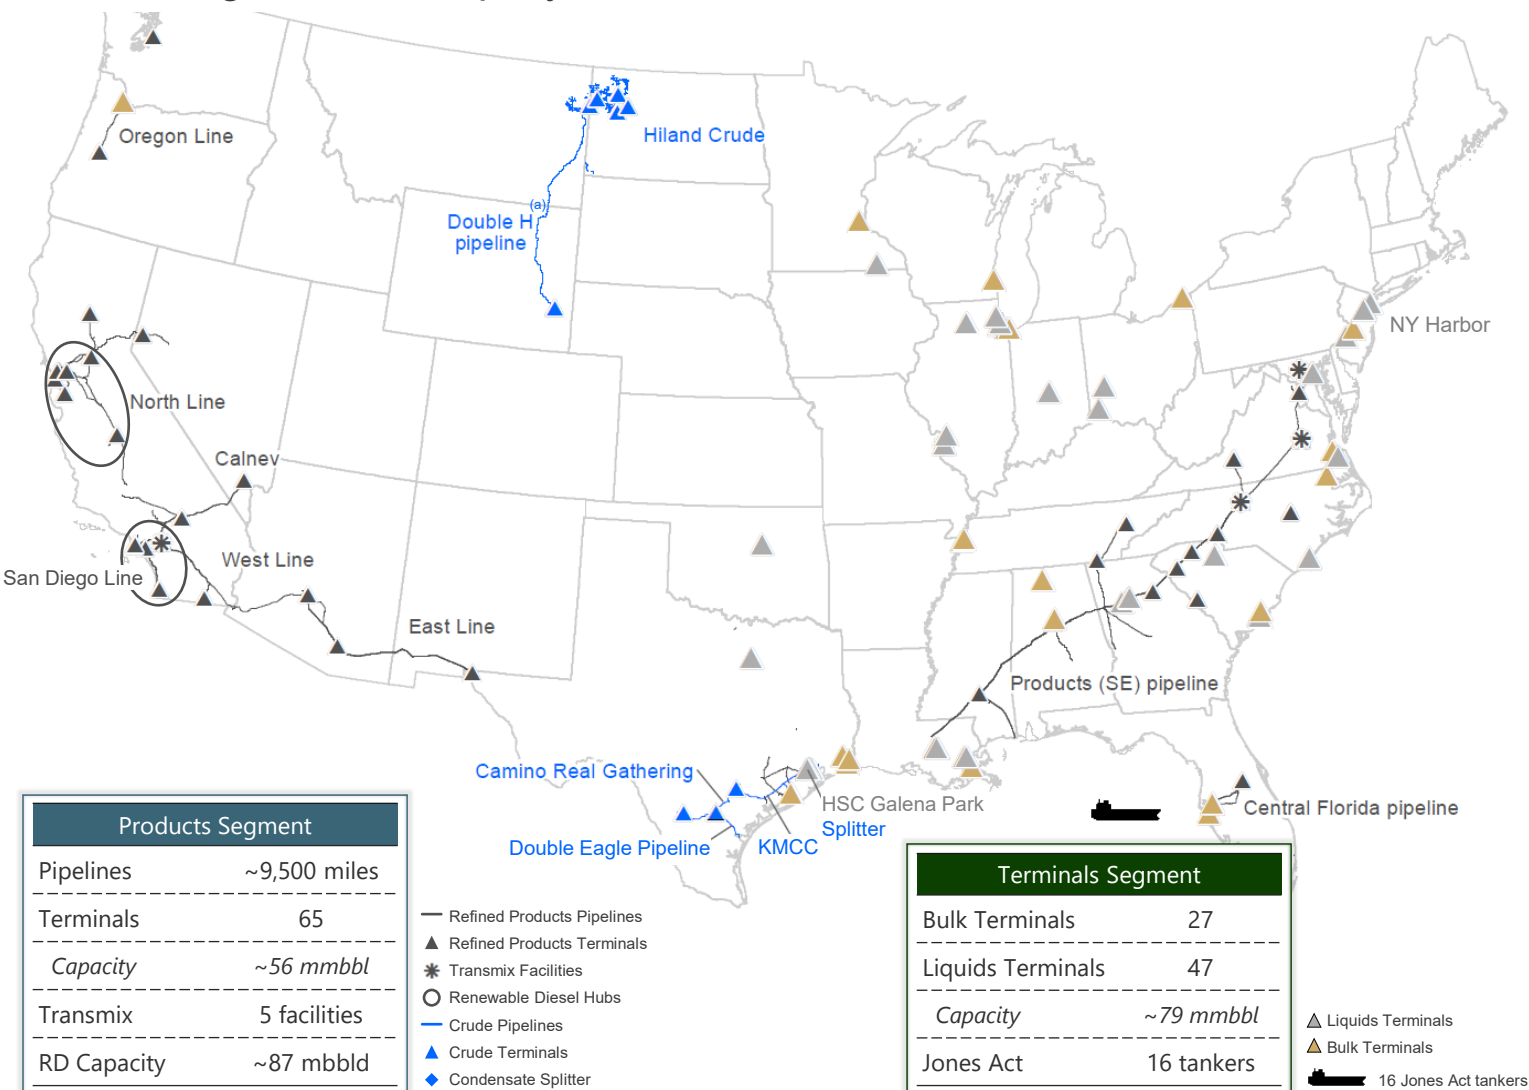 Oregon Line
Hiland Crude
(a)
Double H
pipeline
NY Harbor
North Line
Calnev
West Line
San Diego Line
East Line
Products (SE) pipeline
Camino Real Gathering
HSC Galena Park
Splitter
Double Eagle Pipeline
KMCC
Central Florida pipeline
Products Segment
Pipelines ~9,500 miles
Terminals 65
Capacity ~56 mmbbl
Transmix 5 facilities
RD Capacity ~87 mbbld
Refined Products Pipelines
Refined Products Terminals
Transmix Facilities
Renewable Diesel Hubs
Crude Pipelines
Crude Terminals
Condensate Splitter
Terminals Segment
Bulk Terminals 27
Liquids Terminals 47
Capacity ~79 mmbbl
Jones Act 16 tankers
Liquids Terminals
Bulk Terminals
16 Jones Act tankers